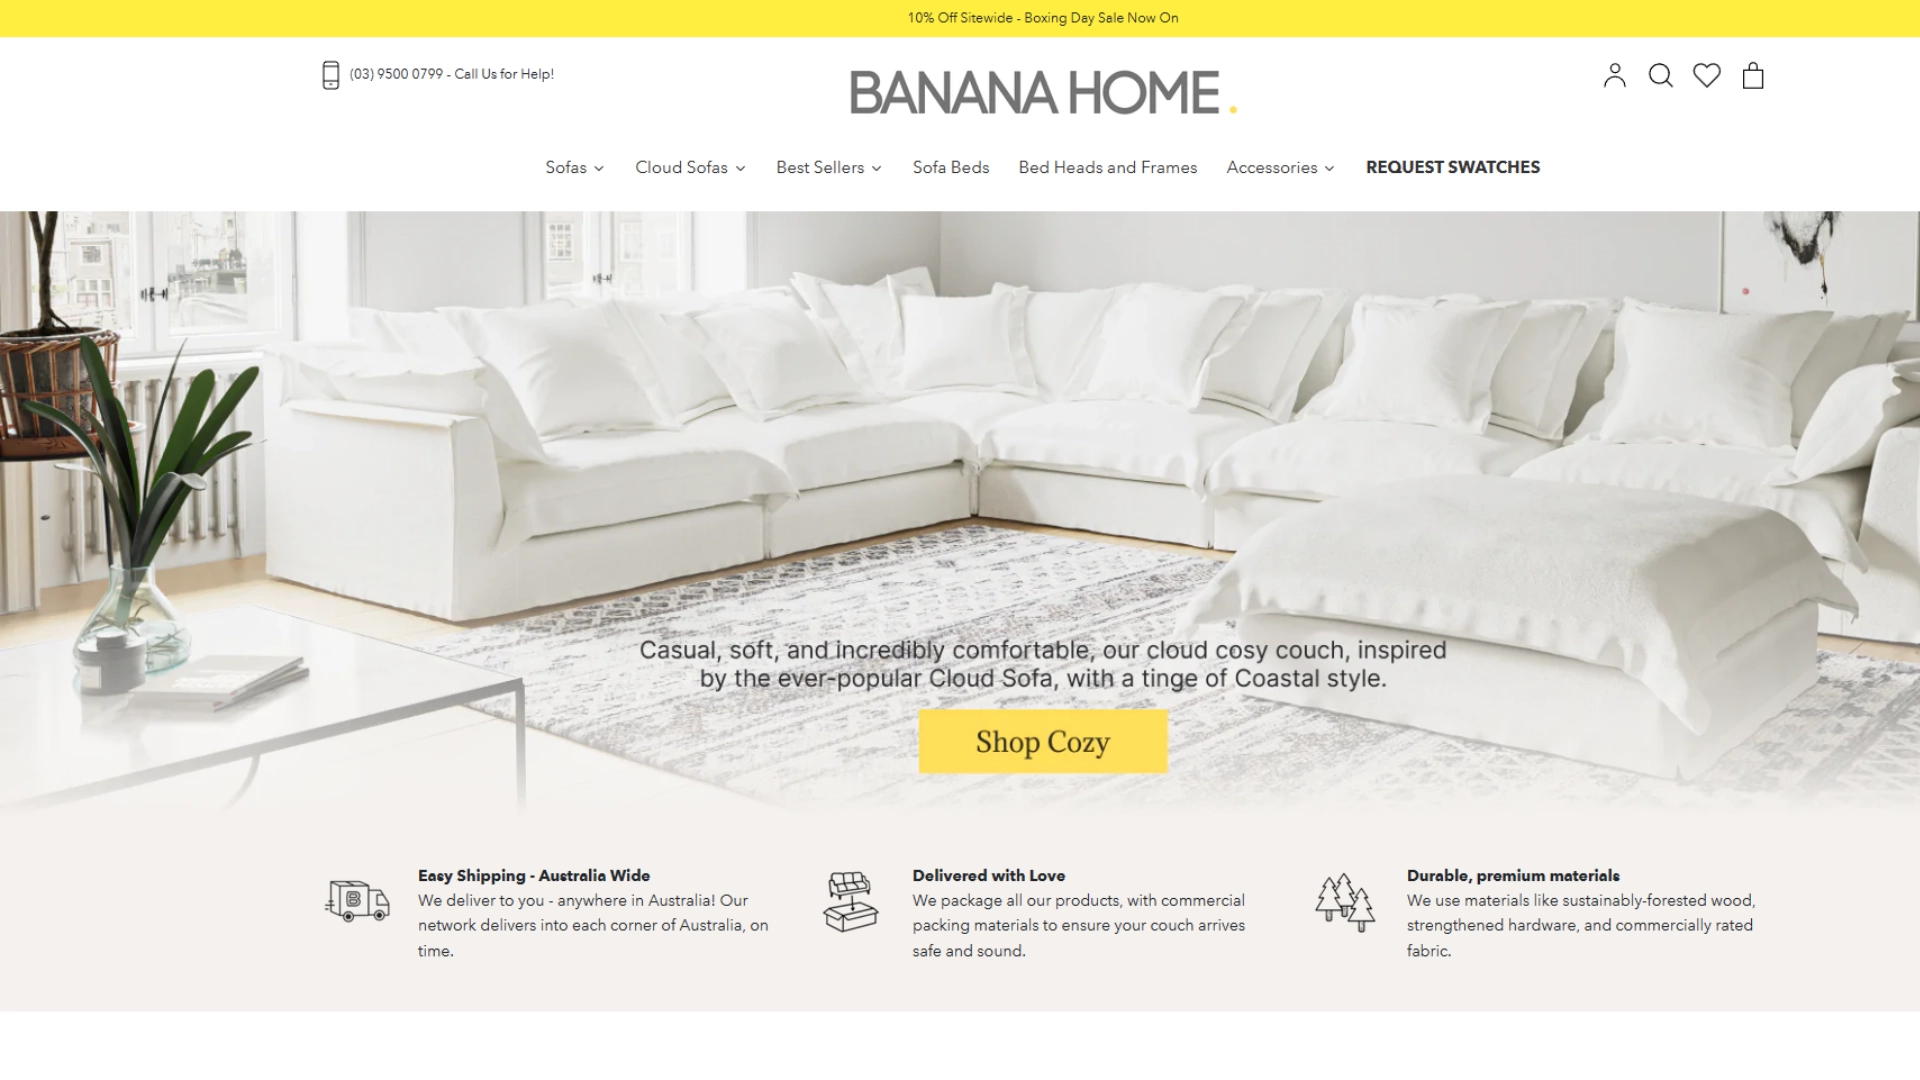 10% Off Sitewide - Boxing Day Sale Now On
(03) 9500 0799 - Call Us for Help!
BANANA HOME.
Sofas
Cloud Sofas
Best Sellers
Sofa Beds
Bed Heads and Frames
Accessories
REQUEST SWATCHES
Casual, soft, and incredibly comfortable, our cloud cosy couch, inspired
by the ever-popular Cloud Sofa, with a tinge of Coastal style.
Shop Cozy
B
Easy Shipping - Australia Wide
We deliver to you - anywhere in Australia! Our
network delivers into each corner of Australia, on
time.
Delivered with Love
We package all our products, with commercial
packing materials to ensure your couch arrives
safe and sound.
Durable, premium materials
We use materials like sustainably-forested wood,
strengthened hardware, and commercially rated
fabric.